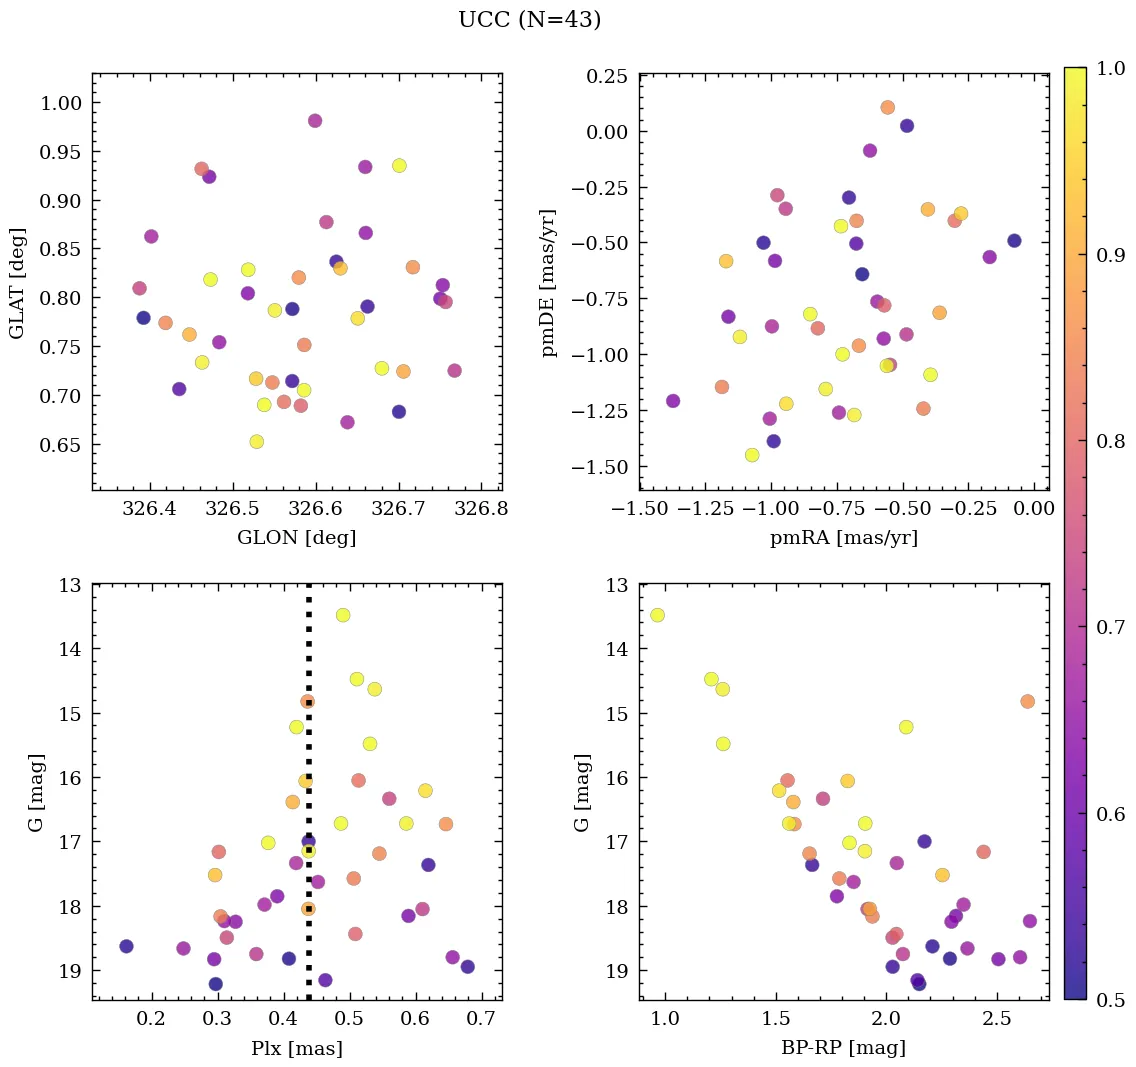 UCC (N=43)
1.00
0.95
0.90
0.85
0.80
0.75
0.70
0.65
GLAT [deg]
326.4 326.5 326.6 326.7 326.8
GLON [deg]
0.25
0.00
−0.25
−0.50
−0.75
−1.00
−1.25
−1.50
pmDE [mas/yr]
−1.50 −1.25 −1.00 −0.75 −0.50 −0.25 0.00
pmRA [mas/yr]
13
14
15
16
17
18
19
G [mag]
0.2 0.3 0.4 0.5 0.6 0.7
Plx [mas]
13
14
15
16
17
18
19
G [mag]
1.0 1.5 2.0 2.5
BP-RP [mag]
1.0
0.9
0.8
0.7
0.6
0.5